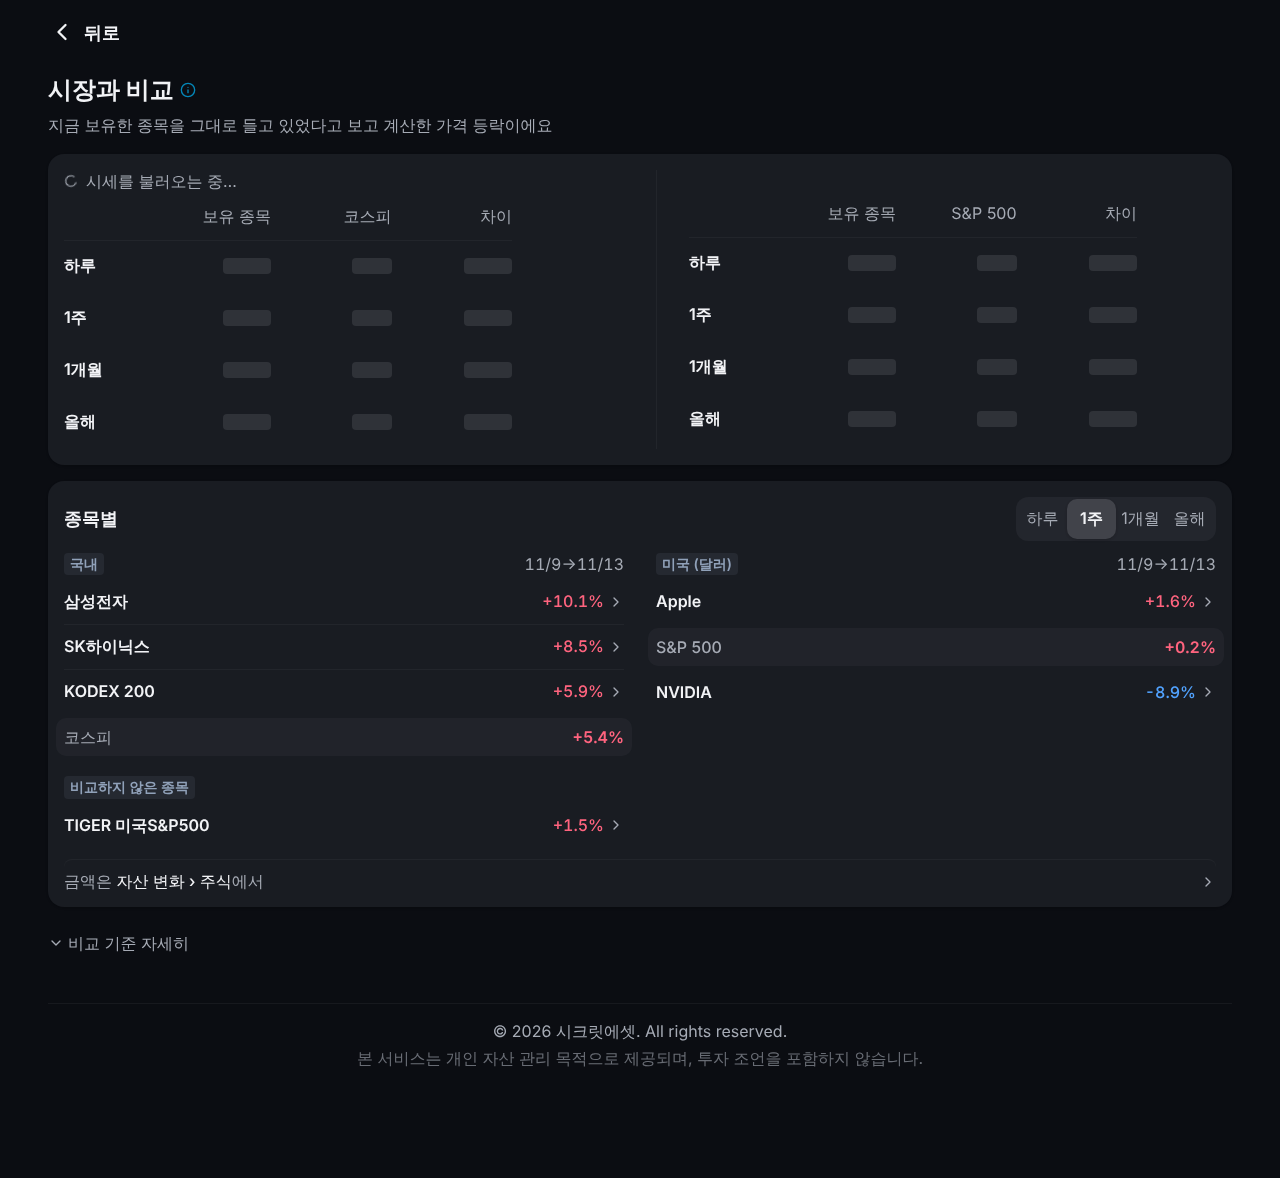 뒤로
시장과 비교
지금 보유한 종목을 그대로 들고 있었다고 보고 계산한 가격 등락이에요
시세를 불러오는 중...
보유 종목 코스피 차이
하루
1주
1개월
올해
보유 종목 S&P 500 차이
하루
1주
1개월
올해
종목별
하루 1주 1개월 올해
국내 11/9→11/13
삼성전자 +10.1%
SK하이닉스 +8.5%
KODEX 200 +5.9%
코스피 +5.4%
비교하지 않은 종목
TIGER 미국S&P500 +1.5%
미국 (달러) 11/9→11/13
Apple +1.6%
S&P 500 +0.2%
NVIDIA -8.9%
금액은 자산 변화 › 주식에서
비교 기준 자세히
© 2026 시크릿에셋. All rights reserved.
본 서비스는 개인 자산 관리 목적으로 제공되며, 투자 조언을 포함하지 않습니다.